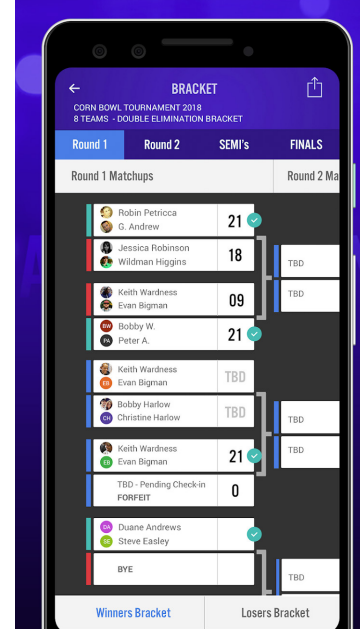 BRACKET
CORN BOWL TOURNAMENT 2018
8 TEAMS - DOUBLE ELIMINATION BRACKET
Round 1 Round 2 SEMI's FINALS
Round 1 Matchups Round 2 Ma
Robin Petricca
G. Andrew
21
Jessica Robinson
Wildman Higgins
18
TBD
Keith Wardness
Evan Bigman
09
TBD
BW Bobby W.
PA Peter A.
21
Keith Wardness
EB Evan Bigman
TBD
Bobby Harlow
CH Christine Harlow
TBD
TBD
Keith Wardness
EB Evan Bigman
21
TBD
TBD - Pending Check-in
FORFEIT
0
DA Duane Andrews
SE Steve Easley
BYE
TBD
Winners Bracket Losers Bracket